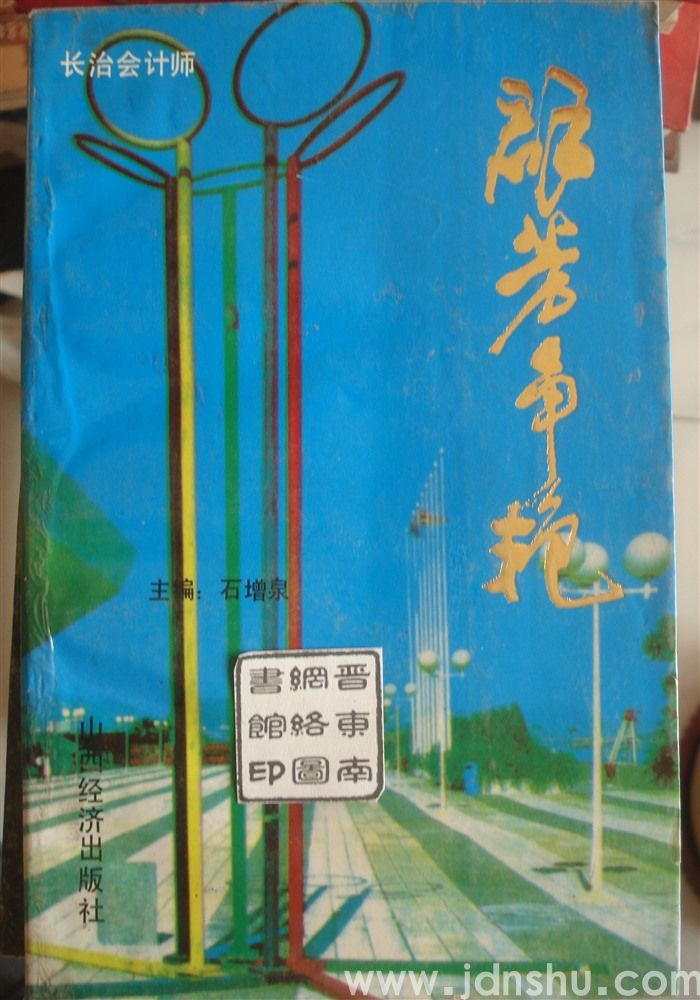 长治会计师
群芳争艳
主编：石增泉
晋東南
網絡圖
書館印
山西经济出版社
www.jdnshu.com